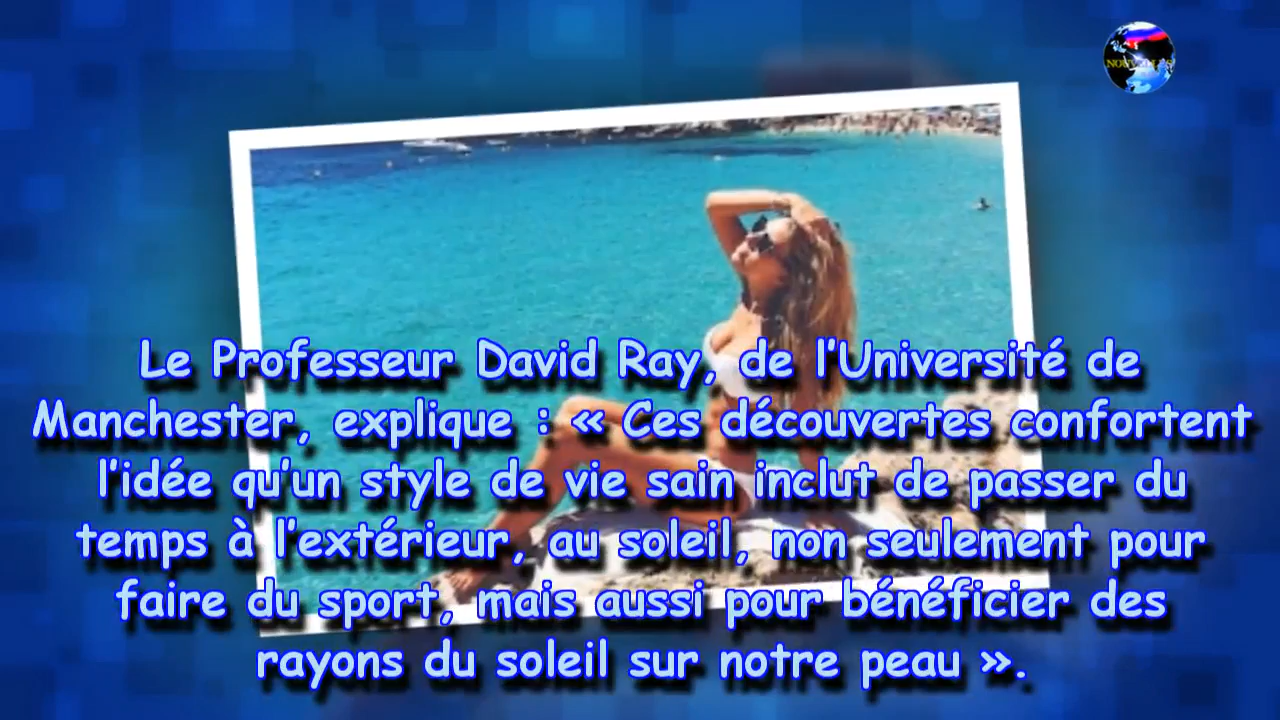 NOUVELLES
Le Professeur David Ray, de l'Université de
Manchester, explique : « Ces découvertes confortent
l'idée qu'un style de vie sain inclut de passer du
temps à l'extérieur, au soleil, non seulement pour
faire du sport, mais aussi pour bénéficier des
rayons du soleil sur notre peau ».